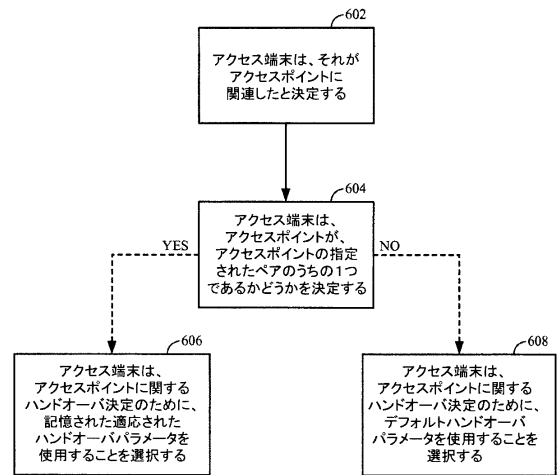 602
アクセス端末は、それが
アクセスポイントに
関連したと決定する
604
アクセス端末は、
アクセスポイントが、
アクセスポイントの指定
されたペアのうちの1つ
であるかどうかを決定する
YES
NO
606
アクセス端末は、
アクセスポイントに関する
ハンドオーバ決定のために、
記憶された適応された
ハンドオーバパラメータを
使用することを選択する
608
アクセス端末は、
アクセスポイントに関する
ハンドオーバ決定のために、
デフォルトハンドオーバ
パラメータを使用することを
選択する